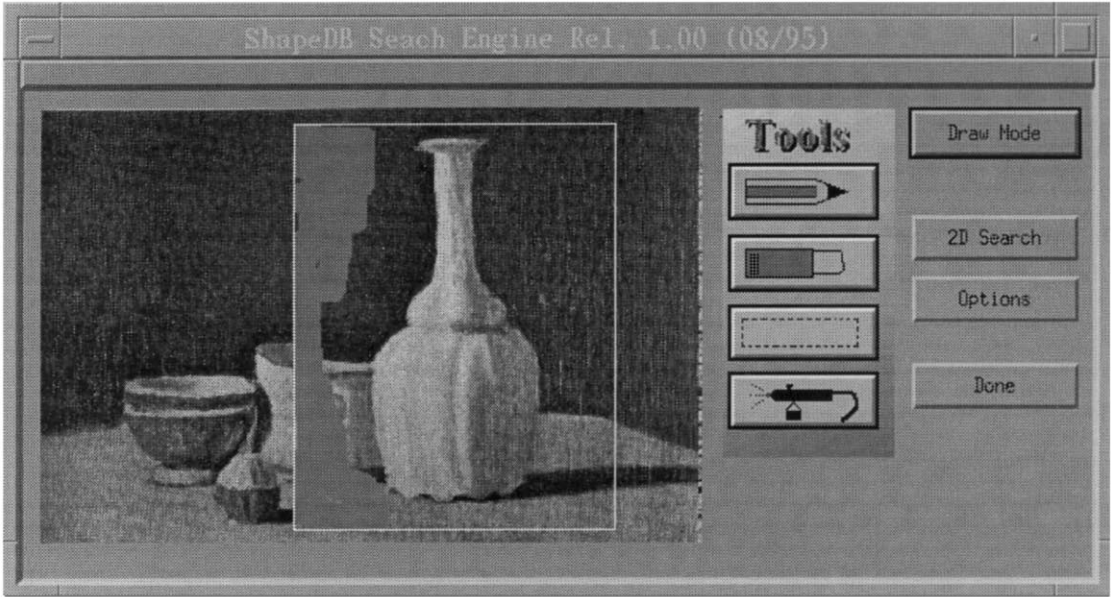 ShapeDB Seach Engine Rel. 1.00 (08/95)
Tools
Draw Mode
2D Search
Options
Done